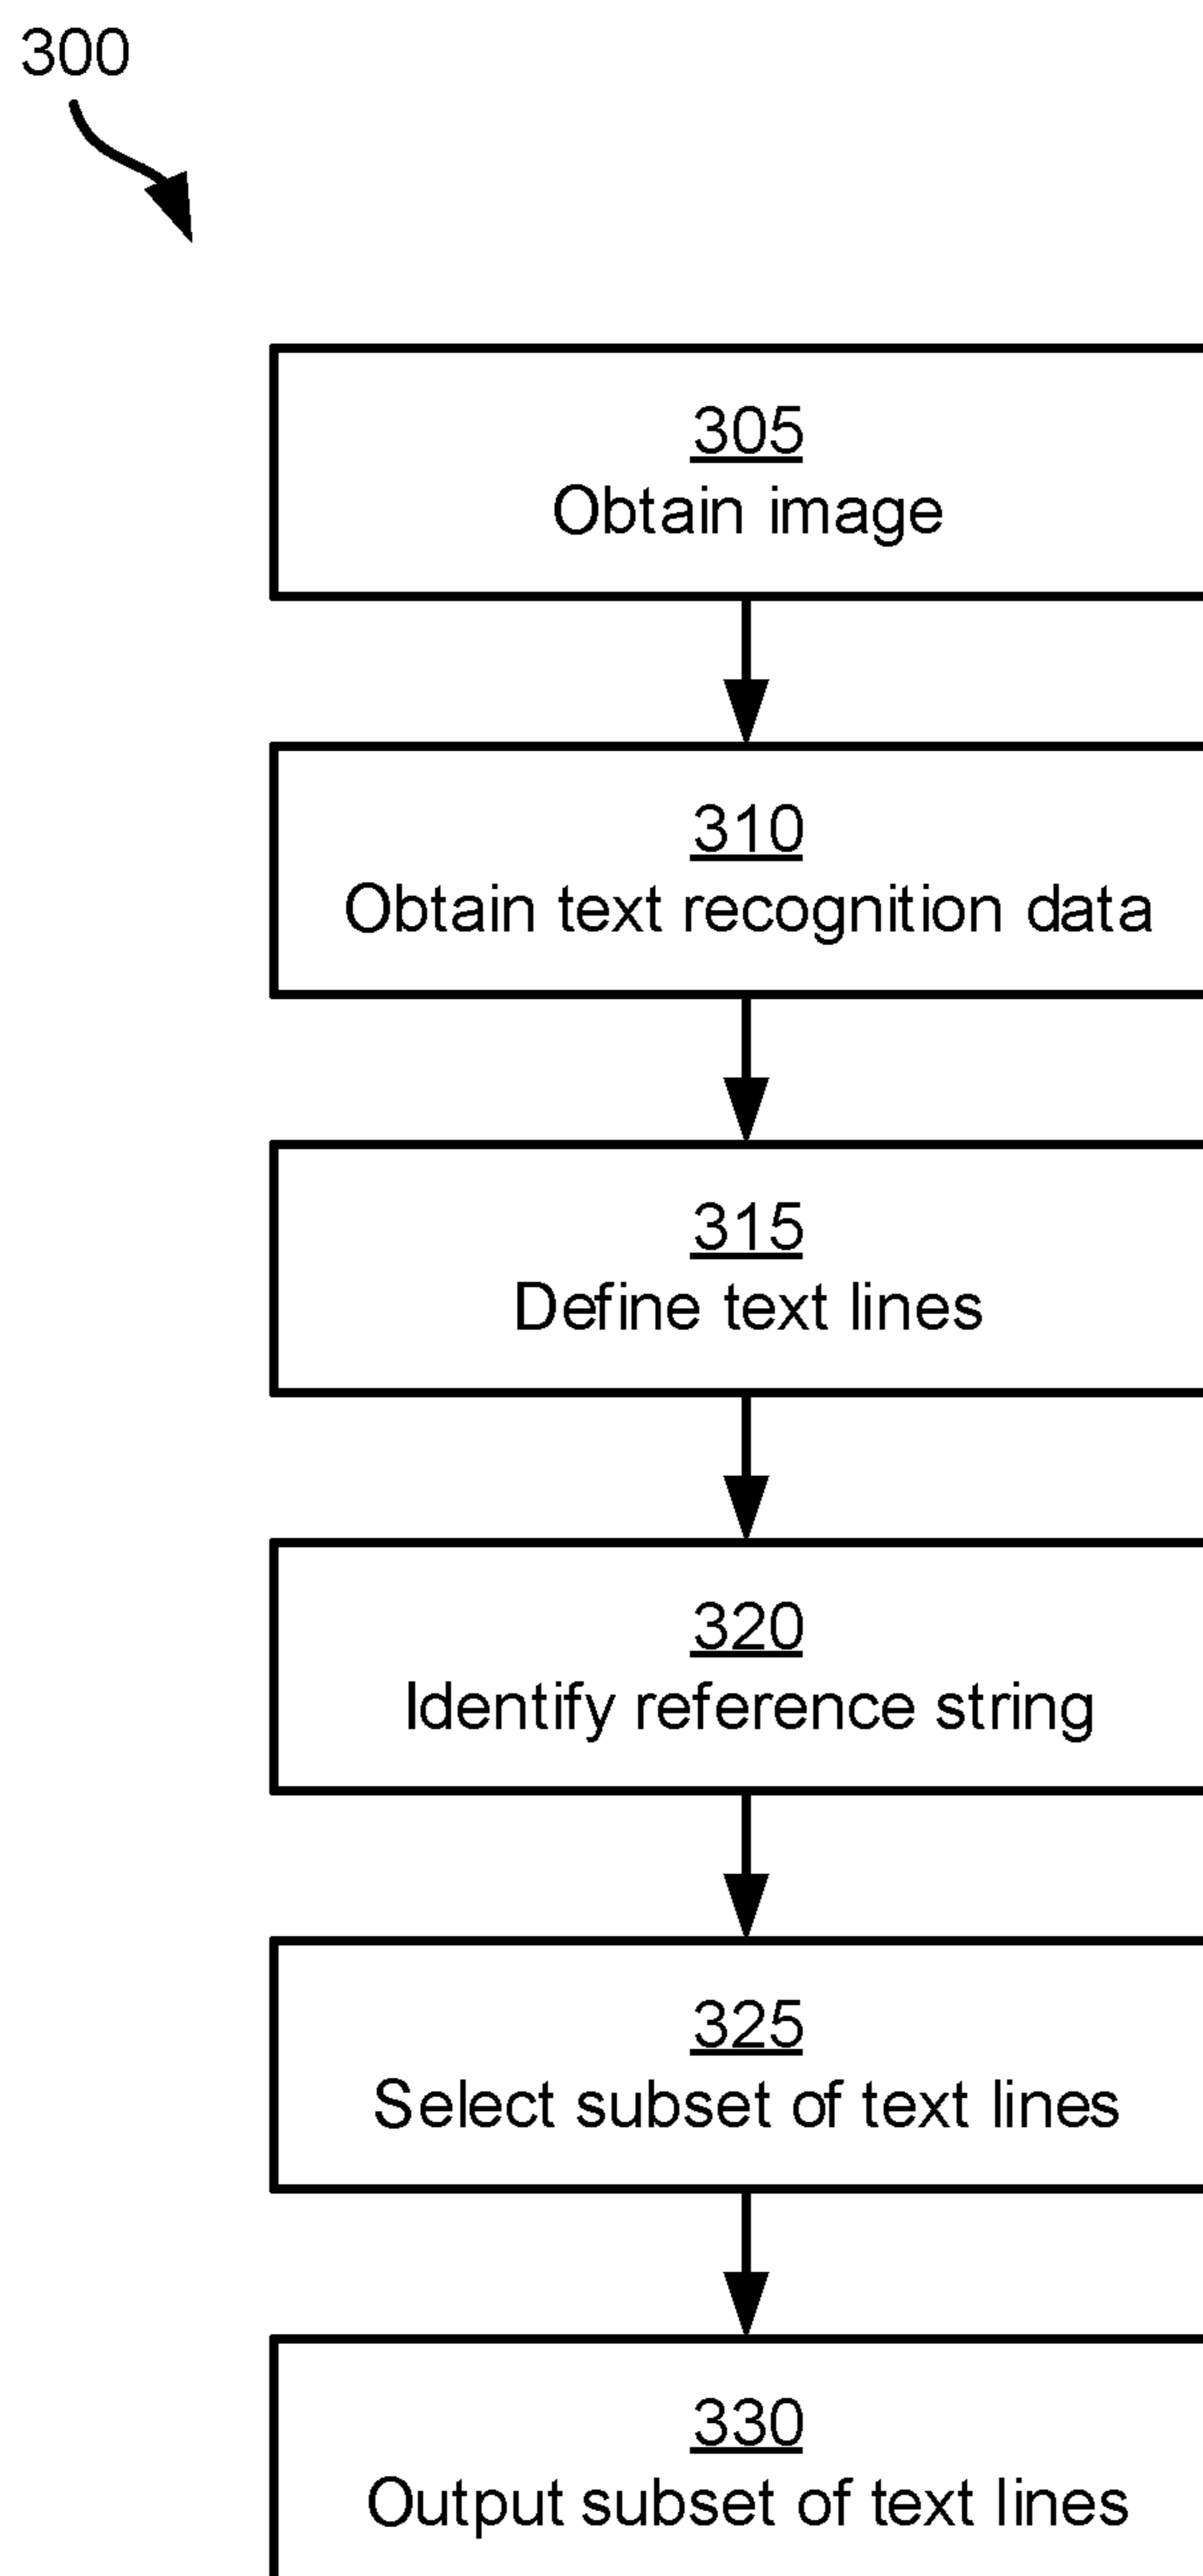 300
305
Obtain image
310
Obtain text recognition data
315
Define text lines
320
Identify reference string
325
Select subset of text lines
330
Output subset of text lines